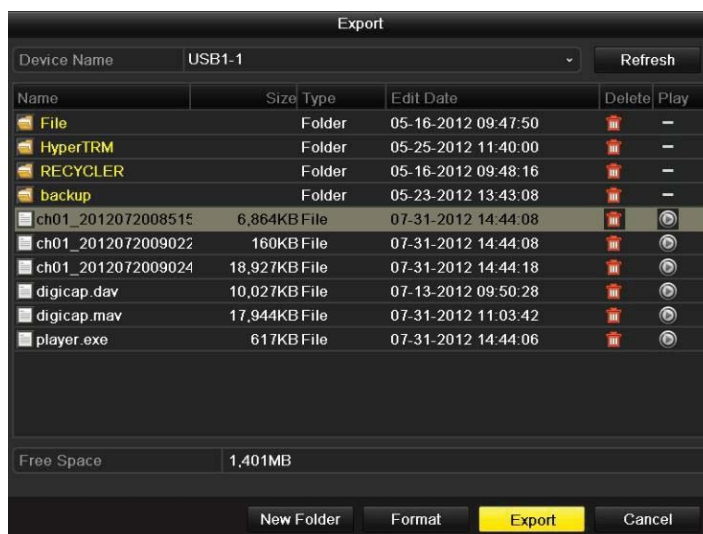 Export
Device Name USB1-1 Refresh
Name Size Type Edit Date Delete Play
File Folder 05-16-2012 09:47:50 –
HyperTRM Folder 05-25-2012 11:40:00 –
RECYCLER Folder 05-16-2012 09:48:16 –
backup Folder 05-23-2012 13:43:08 –
ch01_2012072008515 6,864KB File 07-31-2012 14:44:08
ch01_2012072009022 160KB File 07-31-2012 14:44:08
ch01_2012072009024 18,927KB File 07-31-2012 14:44:18
digicap.dav 10,027KB File 07-13-2012 09:50:28
digicap.mav 17,944KB File 07-31-2012 11:03:42
player.exe 617KB File 07-31-2012 14:44:06
Free Space 1,401MB
New Folder Format Export Cancel